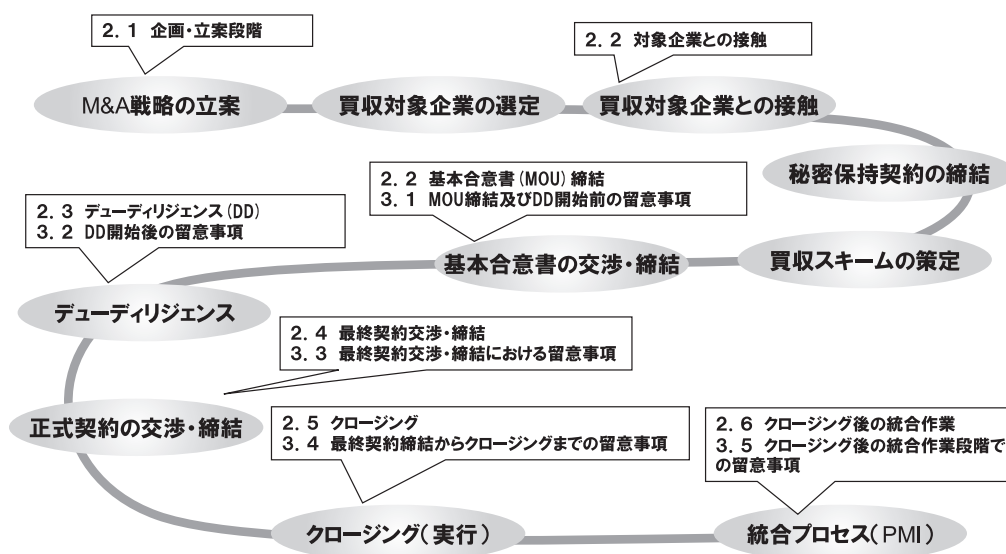 2．1 企画・立案段階
2．2 対象企業との接触
M&A戦略の立案
買収対象企業の選定
買収対象企業との接触
秘密保持契約の締結
2．2 基本合意書(MOU)締結
3．1 MOU締結及びDD開始前の留意事項
2．3 デューディリジェンス(DD)
3．2 DD開始後の留意事項
基本合意書の交渉・締結
買収スキームの策定
デューディリジェンス
2．4 最終契約交渉・締結
3．3 最終契約交渉・締結における留意事項
正式契約の交渉・締結
2．5 クロージング
3．4 最終契約締結からクロージングまでの留意事項
2．6 クロージング後の統合作業
3．5 クロージング後の統合作業段階で
の留意事項
クロージング(実行)
統合プロセス(PMI)